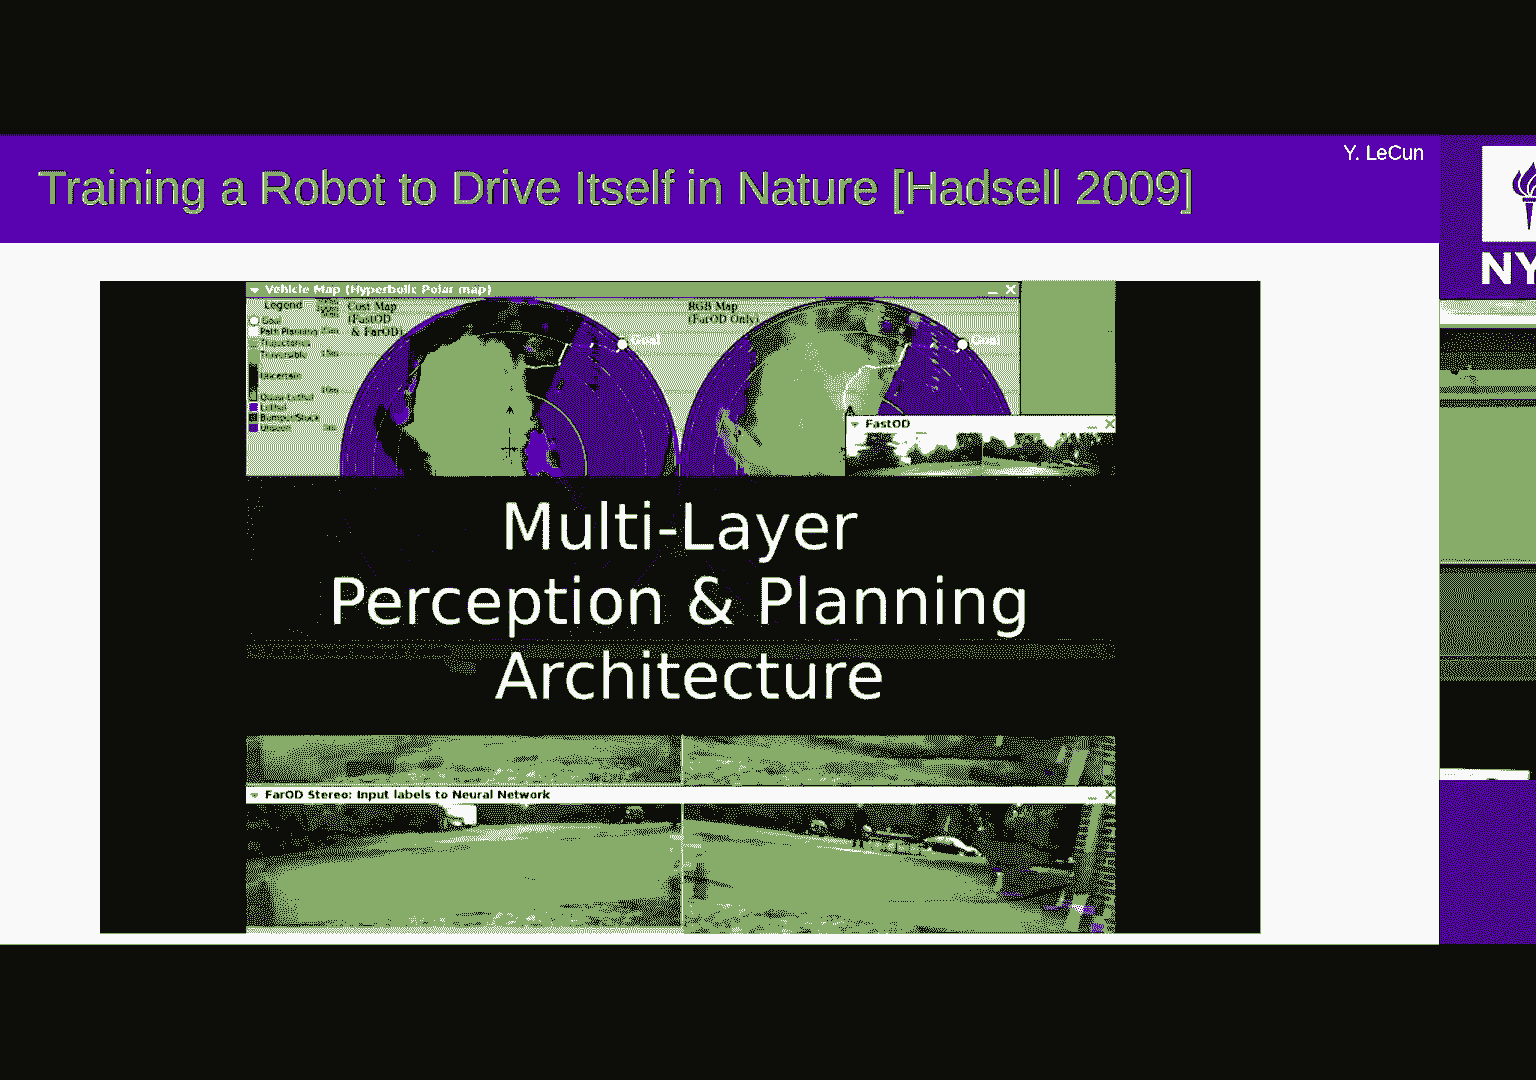 Y. LeCun
Training a Robot to Drive Itself in Nature [Hadsell 2009]
NY
Vehicle Map (Hyperbolic Polar map)
Legend
Goal
Path Planning
Trajectories
Traversable
Uncertain
Quasi-Lethal
Lethal
Bumper/Stuck
Unseen
15m
10m
Cost Map
(FastOD
& FarOD)
Goal
RGB Map
(FarOD Only)
Goal
FastOD
Multi-Layer
Perception & Planning
Architecture
FarOD Stereo: Input labels to Neural Network